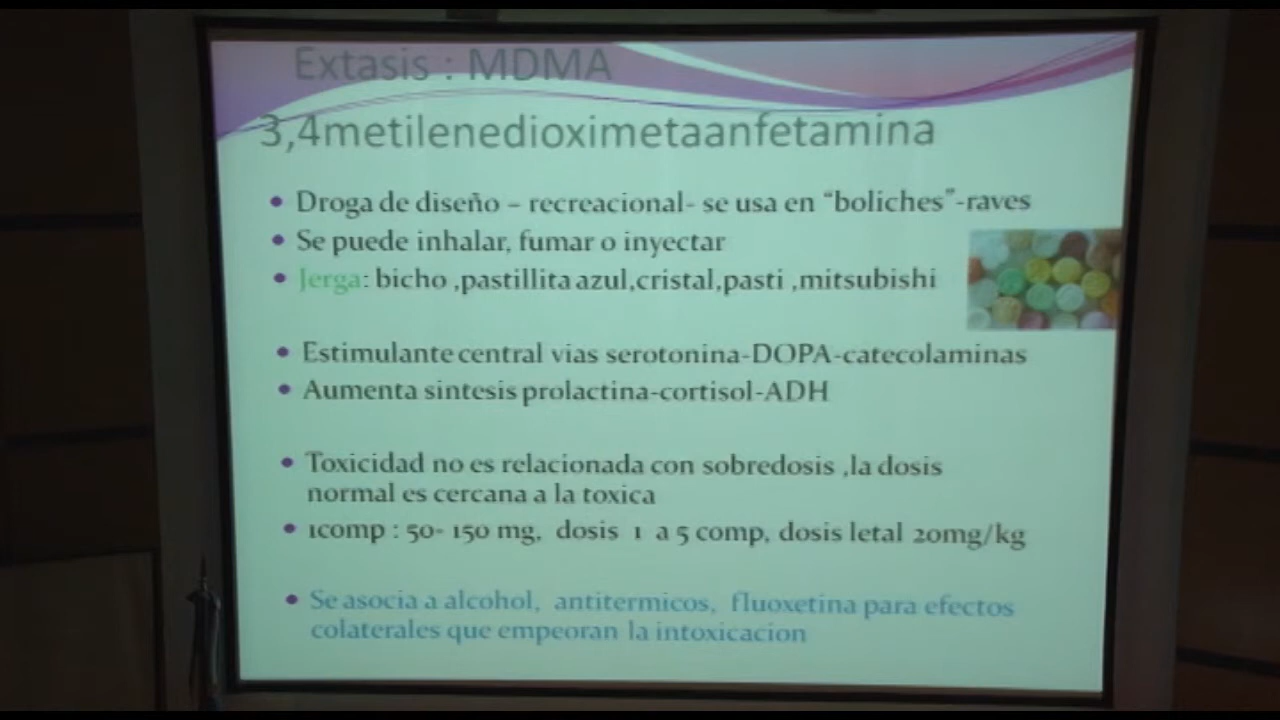 Extasis : MDMA
3,4metilenedioximetaanfetamina
• Droga de diseño – recreacional- se usa en “boliches”-raves
• Se puede inhalar, fumar o inyectar
• Jerga: bicho ,pastillita azul,cristal,pasti ,mitsubishi
• Estimulante central vias serotonina-DOPA-catecolaminas
• Aumenta sintesis prolactina-cortisol-ADH
• Toxicidad no es relacionada con sobredosis ,la dosis
normal es cercana a la toxica
• 1comp : 50- 150 mg, dosis 1 a 5 comp, dosis letal 20mg/kg
• Se asocia a alcohol, antitermicos, fluoxetina para efectos
colaterales que empeoran la intoxicacion